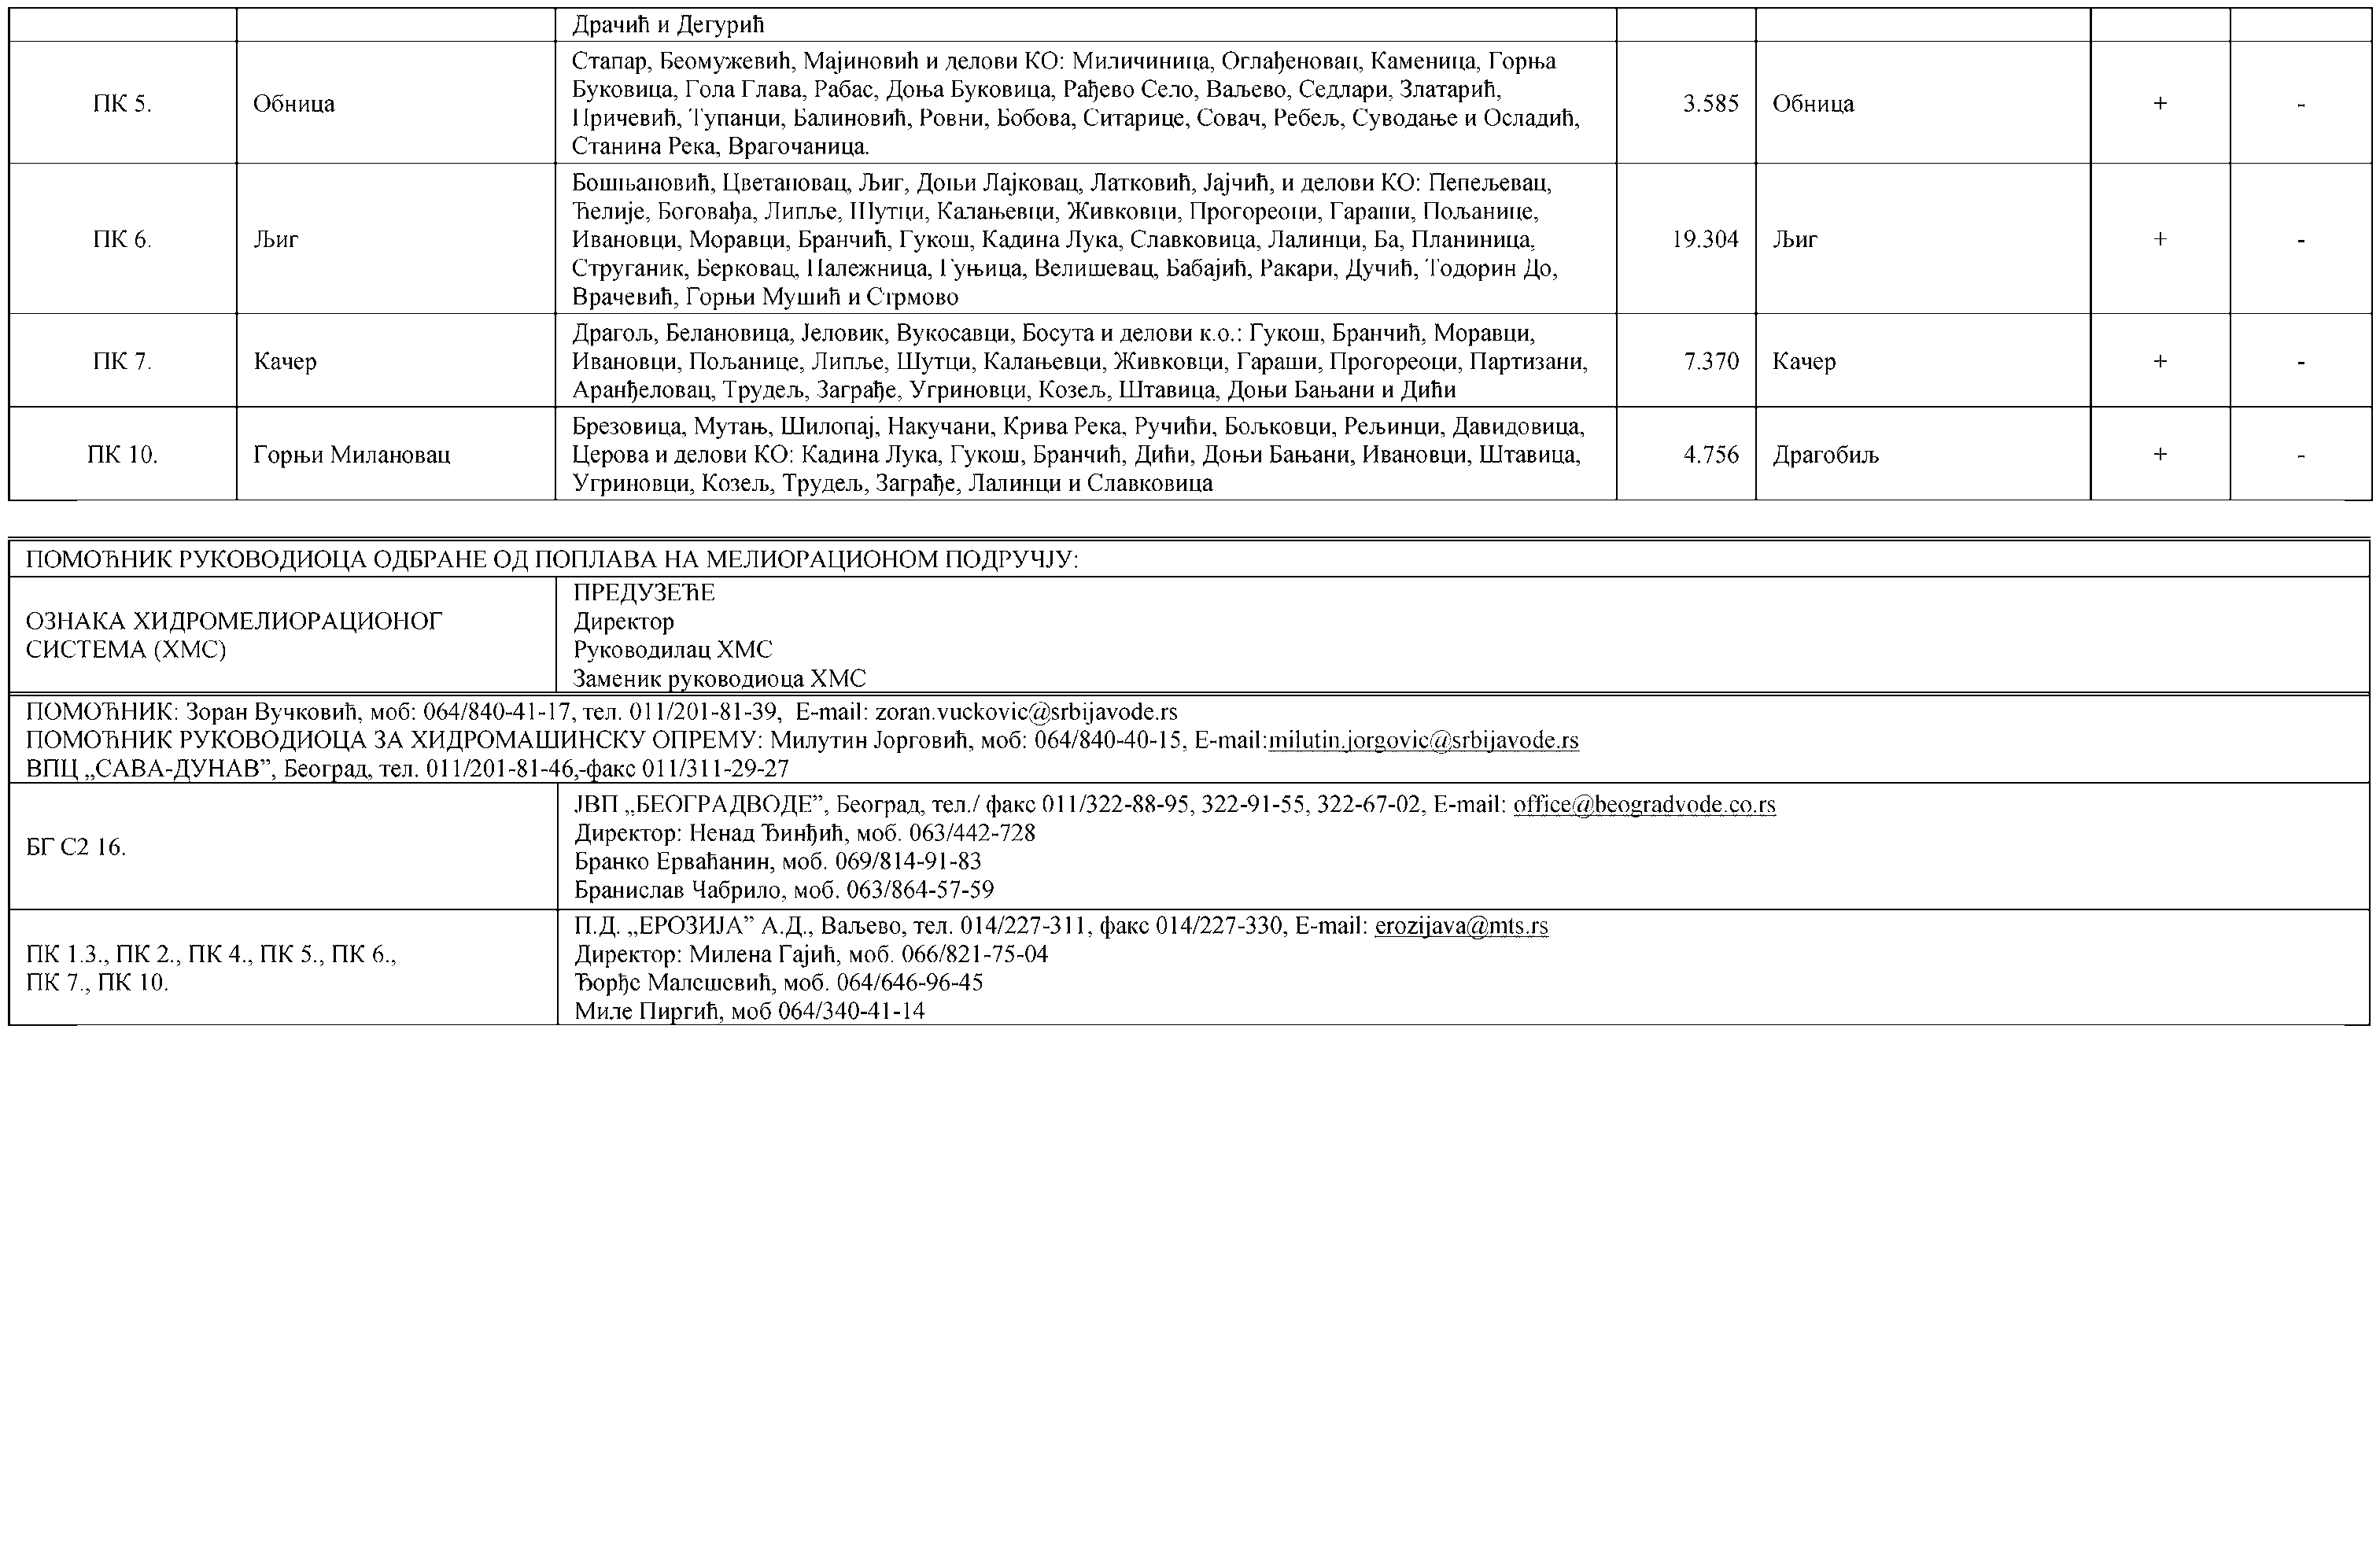 Драчић и Дегурић
Стапар, Беомужевић, Мајиновић и делови КО: Миличиница, Оглађеновац, Каменица, Горња
Буковица, Гола Глава, Рабас, Доња Буковица, Рађево Село, Ваљево, Седлари, Златарић,
ПК 5. Обница Причевић, Тупанци, Балиновић, Ровни, Бобова, Ситарице, Совач, Ребељ, Суводање и Осладић, 3.585 Обница + -
Станина Река, Врагочаница.
Бошњановић, Цветановац, Љиг, Доњи Лајковац, Латковић, Јајчић, и делови КО: Пепељевац,
Ћелије, Боговађа, Липље, Шутци, Калањевци, Живковци, Прогореоци, Гараши, Пољанице,
ПК 6. Љиг Ивановци, Моравци, Бранчић, Гукош, Кадина Лука, Славковица, Лалинци, Ба, Планиница, 19.304 Љиг + -
Струганик, Берковац, Палежница, Гуњица, Велишевац, Бабајић, Ракари, Дучић, Тодорин До,
Врачевић, Горњи Мушић и Стрмово
Драгољ, Белановица, Јеловик, Вукосавци, Босута и делови к.о.: Гукош, Бранчић, Моравци,
ПК 7. Качер Ивановци, Пољанице, Липље, Шутци, Калањевци, Живковци, Гараши, Прогореоци, Партизани, 7.370 Качер + -
Аранђеловац, Трудељ, Заграђе, Угриновци, Козељ, Штавица, Доњи Бањани и Дићи
Брезовица, Мутањ, Шилопај, Накучани, Крива Река, Ручићи, Бољковци, Рељинци, Давидовица,
ПК 10. Горњи Милановац Церова и делови КО: Кадина Лука, Гукош, Бранчић, Дићи, Доњи Бањани, Ивановци, Штавица, 4.756 Драгобиљ + -
Угриновци, Козељ, Трудељ, Заграђе, Лалинци и Славковица
ПОМОЋНИК РУКОВОДИОЦА ОДБРАНЕ ОД ПОПЛАВА НА МЕЛИОРАЦИОНОМ ПОДРУЧЈУ:
ОЗНАКА ХИДРОМЕЛИОРАЦИОНОГ
СИСТЕМА (ХМС)
ПРЕДУЗЕЋЕ
Директор
Руководилац ХМС
Заменик руководиоца ХМС
ПОМОЋНИК: Зоран Вучковић, моб: 064/840-41-17, тел. 011/201-81-39, E-mail: zoran.vuckovic@srbijavode.rs
ПОМОЋНИК РУКОВОДИОЦА ЗА ХИДРОМАШИНСКУ ОПРЕМУ: Милутин Јорговић, моб: 064/840-40-15, E-mail:milutin.jorgovic@srbijavode.rs
ВПЦ „САВА-ДУНАВ”, Београд, тел. 011/201-81-46,-факс 011/311-29-27
БГ С2 16.
ЈВП „БЕОГРАДВОДЕ”, Београд, тел./ факс 011/322-88-95, 322-91-55, 322-67-02, E-mail: office@beogradvode.co.rs
Директор: Ненад Ђинђић, моб. 063/442-728
Бранко Ерваћанин, моб. 069/814-91-83
Бранислав Чабрило, моб. 063/864-57-59
ПК 1.3., ПК 2., ПК 4., ПК 5., ПК 6.,
ПК 7., ПК 10.
П.Д. „ЕРОЗИЈА” А.Д., Ваљево, тел. 014/227-311, факс 014/227-330, E-mail: erozijava@mts.rs
Директор: Милена Гајић, моб. 066/821-75-04
Ђорђе Малешевић, моб. 064/646-96-45
Миле Пиргић, моб 064/340-41-14